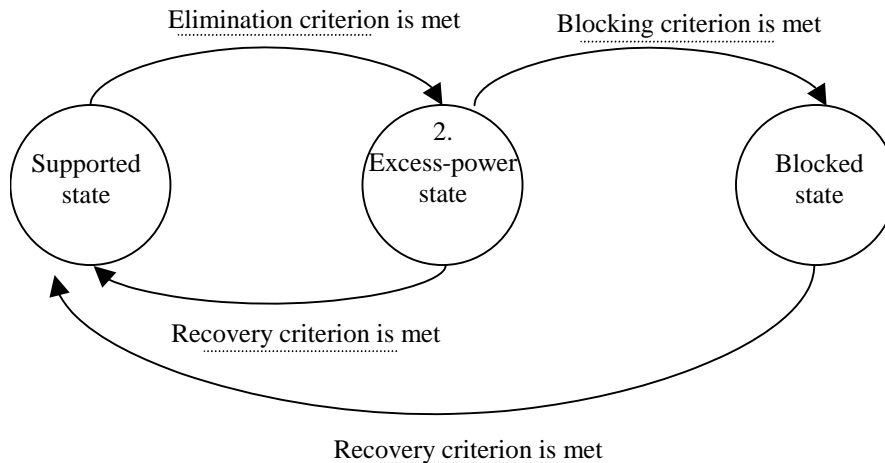 Elimination criterion is met
Blocking criterion is met
Supported
state
2.
Excess-power
state
Blocked
state
Recovery criterion is met
Recovery criterion is met